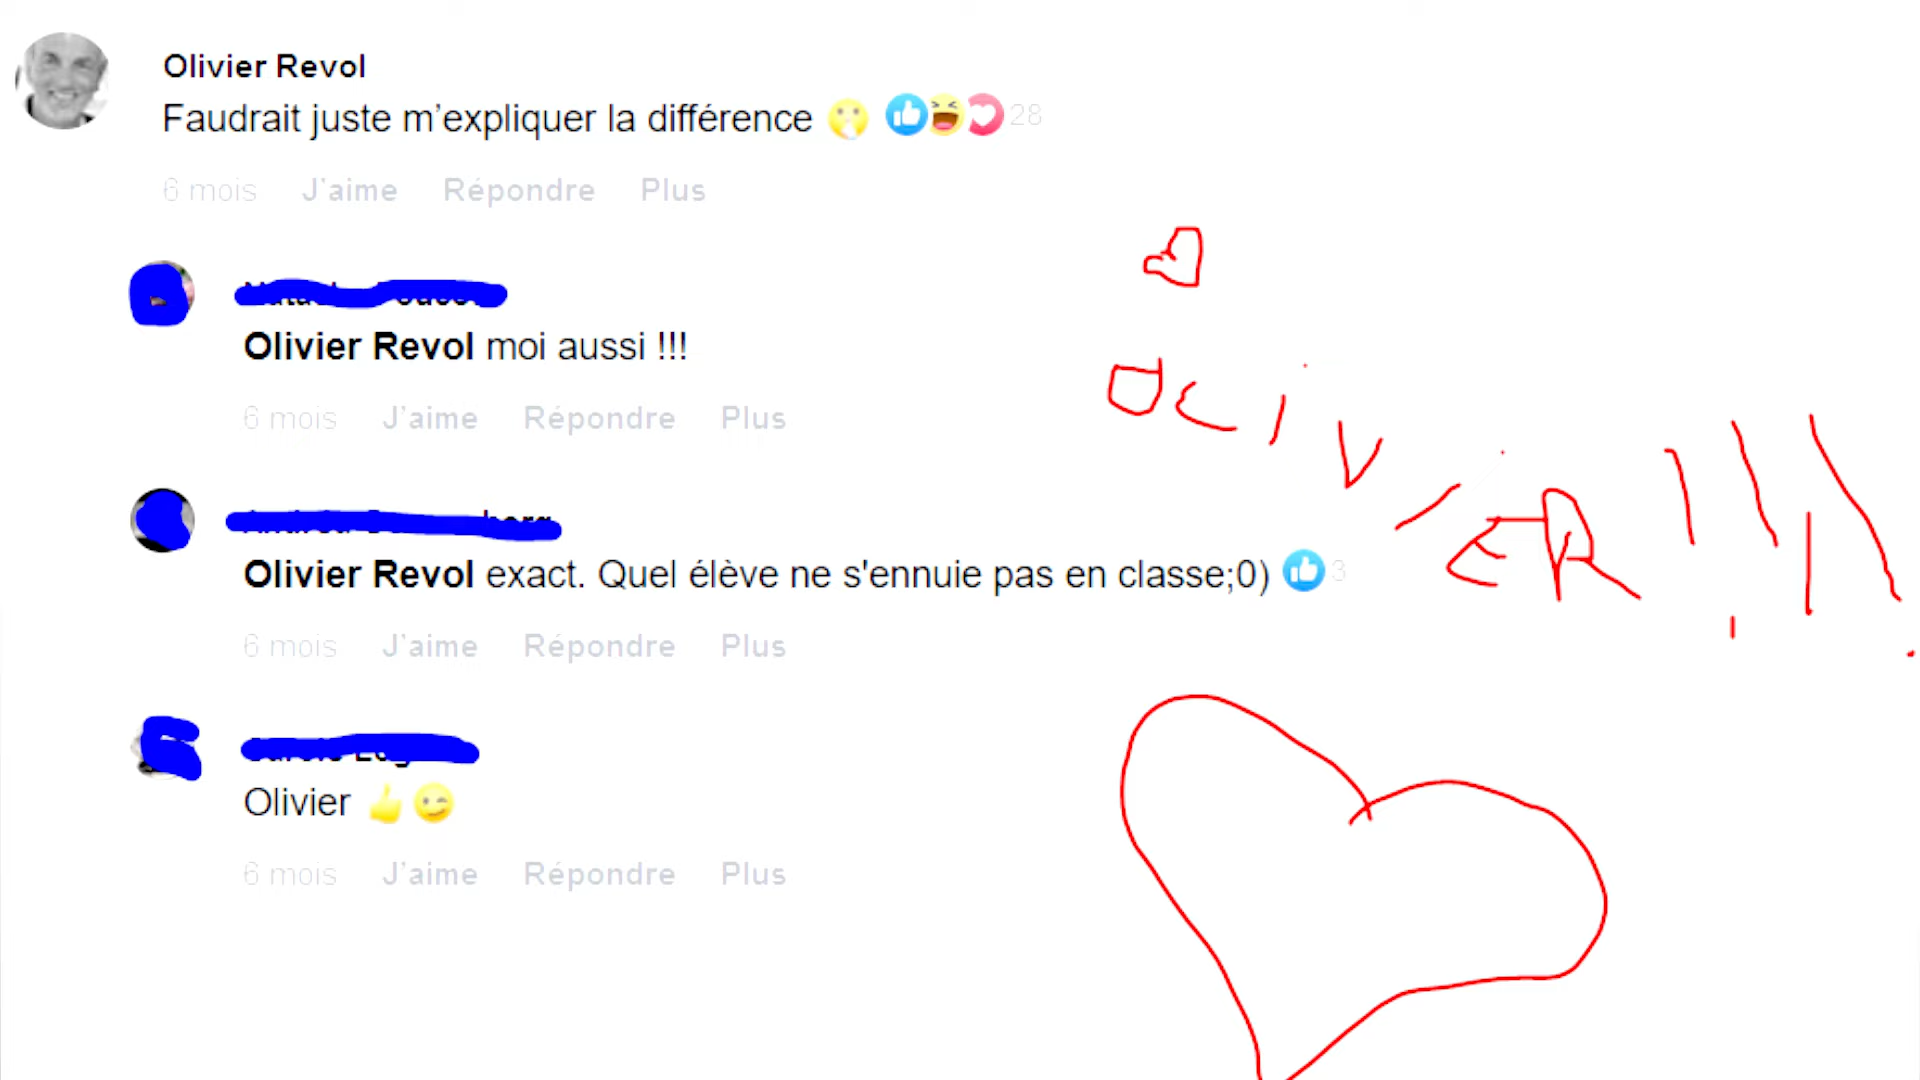 Olivier Revol
Faudrait juste m'expliquer la différence 28
6 mois J'aime Répondre Plus
Olivier Revol moi aussi !!!
6 mois J'aime Répondre Plus
Olivier Revol exact. Quel élève ne s'ennuie pas en classe;0) 3
6 mois J'aime Répondre Plus
Olivier
6 mois J'aime Répondre Plus
OLIVIER !!!!